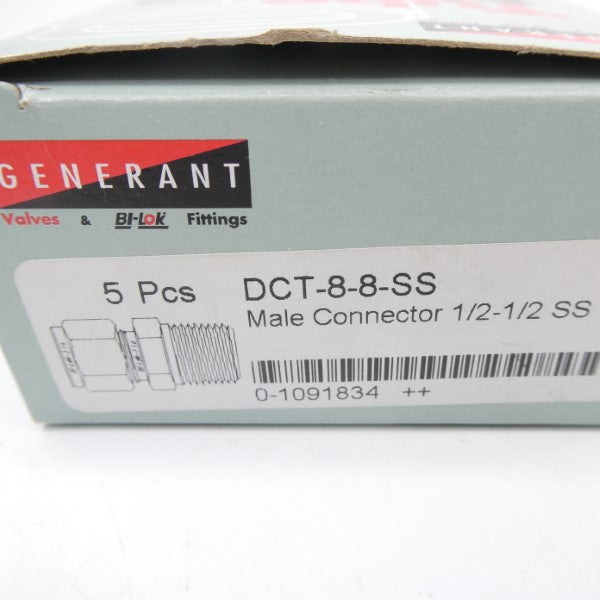 GENERANT
Valves & BI-Lok Fittings
5 Pcs DCT-8-8-SS
Male Connector 1/2-1/2 SS
0-1091834 ++